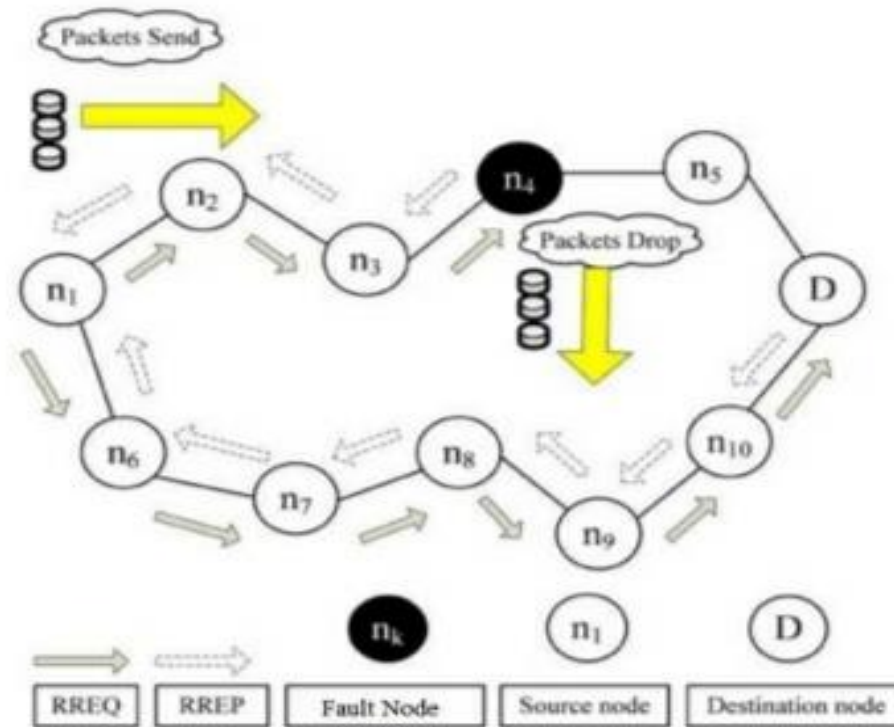 Packets Send
n4
n5
n2
Packets Drop
n3
n1
D
n6
n8
n10
n7
n9
nk
n1
D
RREQ
RREP
Fault Node
Source node
Destination node